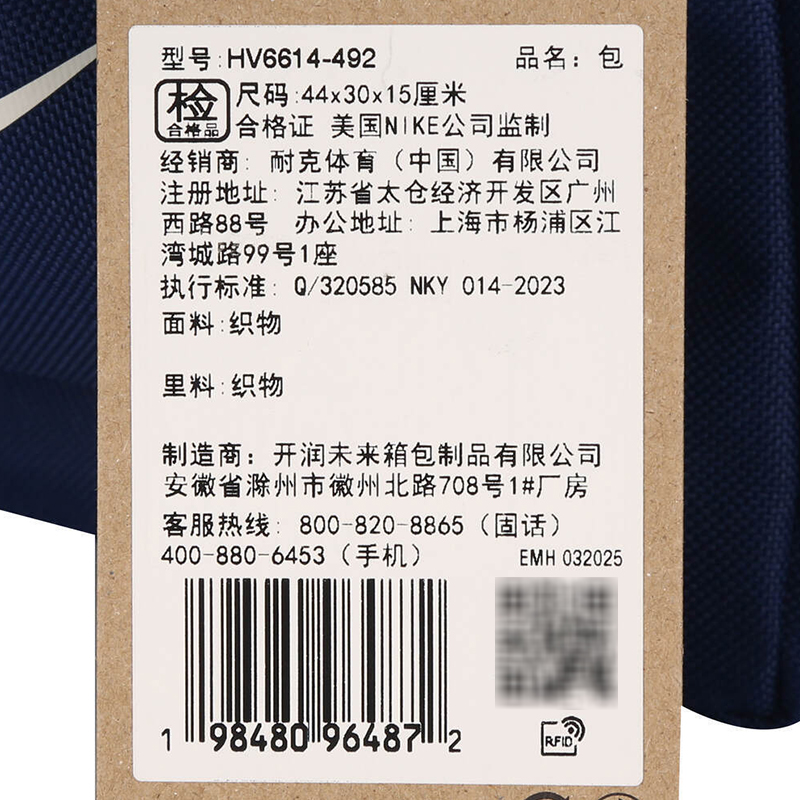 型号:HV6614-492 品名：包
检
合格品
尺码:44x30x15厘米
合格证 美国NIKE公司监制
经销商：耐克体育（中国）有限公司
注册地址：江苏省太仓经济开发区广州
西路88号 办公地址：上海市杨浦区江
湾城路99号1座
执行标准：Q/320585 NKY 014-2023
面料:织物
里料:织物
制造商：开润未来箱包制品有限公司
安徽省滁州市徽州北路708号1#厂房
客服热线：800-820-8865（固话）
400-880-6453（手机） EMH 032025
1 98480 96487 2
RFID